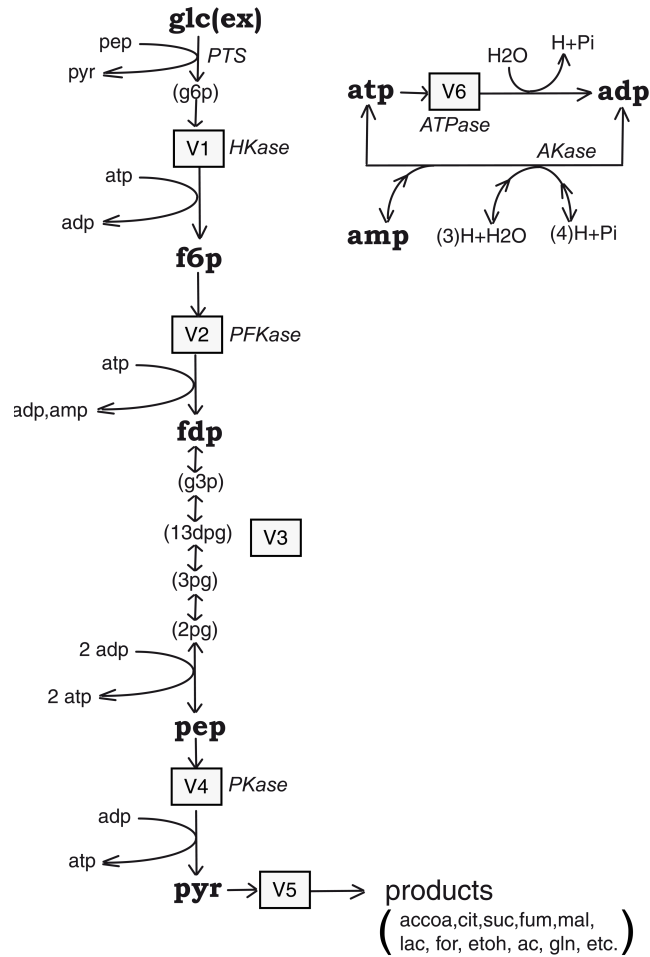 glc(ex)
pep
PTS
pyr
(g6p)
V1 HKase
atp
adp
f6p
V2 PFKase
atp
adp,amp
fdp
(g3p)
(13dpg) V3
(3pg)
(2pg)
2 adp
2 atp
pep
V4 PKase
adp
atp
pyr V5 products
accoa,cit,suc,fum,mal,
( lac, for, etoh, ac, gln, etc. )
H2O H+Pi
atp V6 adp
ATPase
AKase
amp (3)H+H2O (4)H+Pi